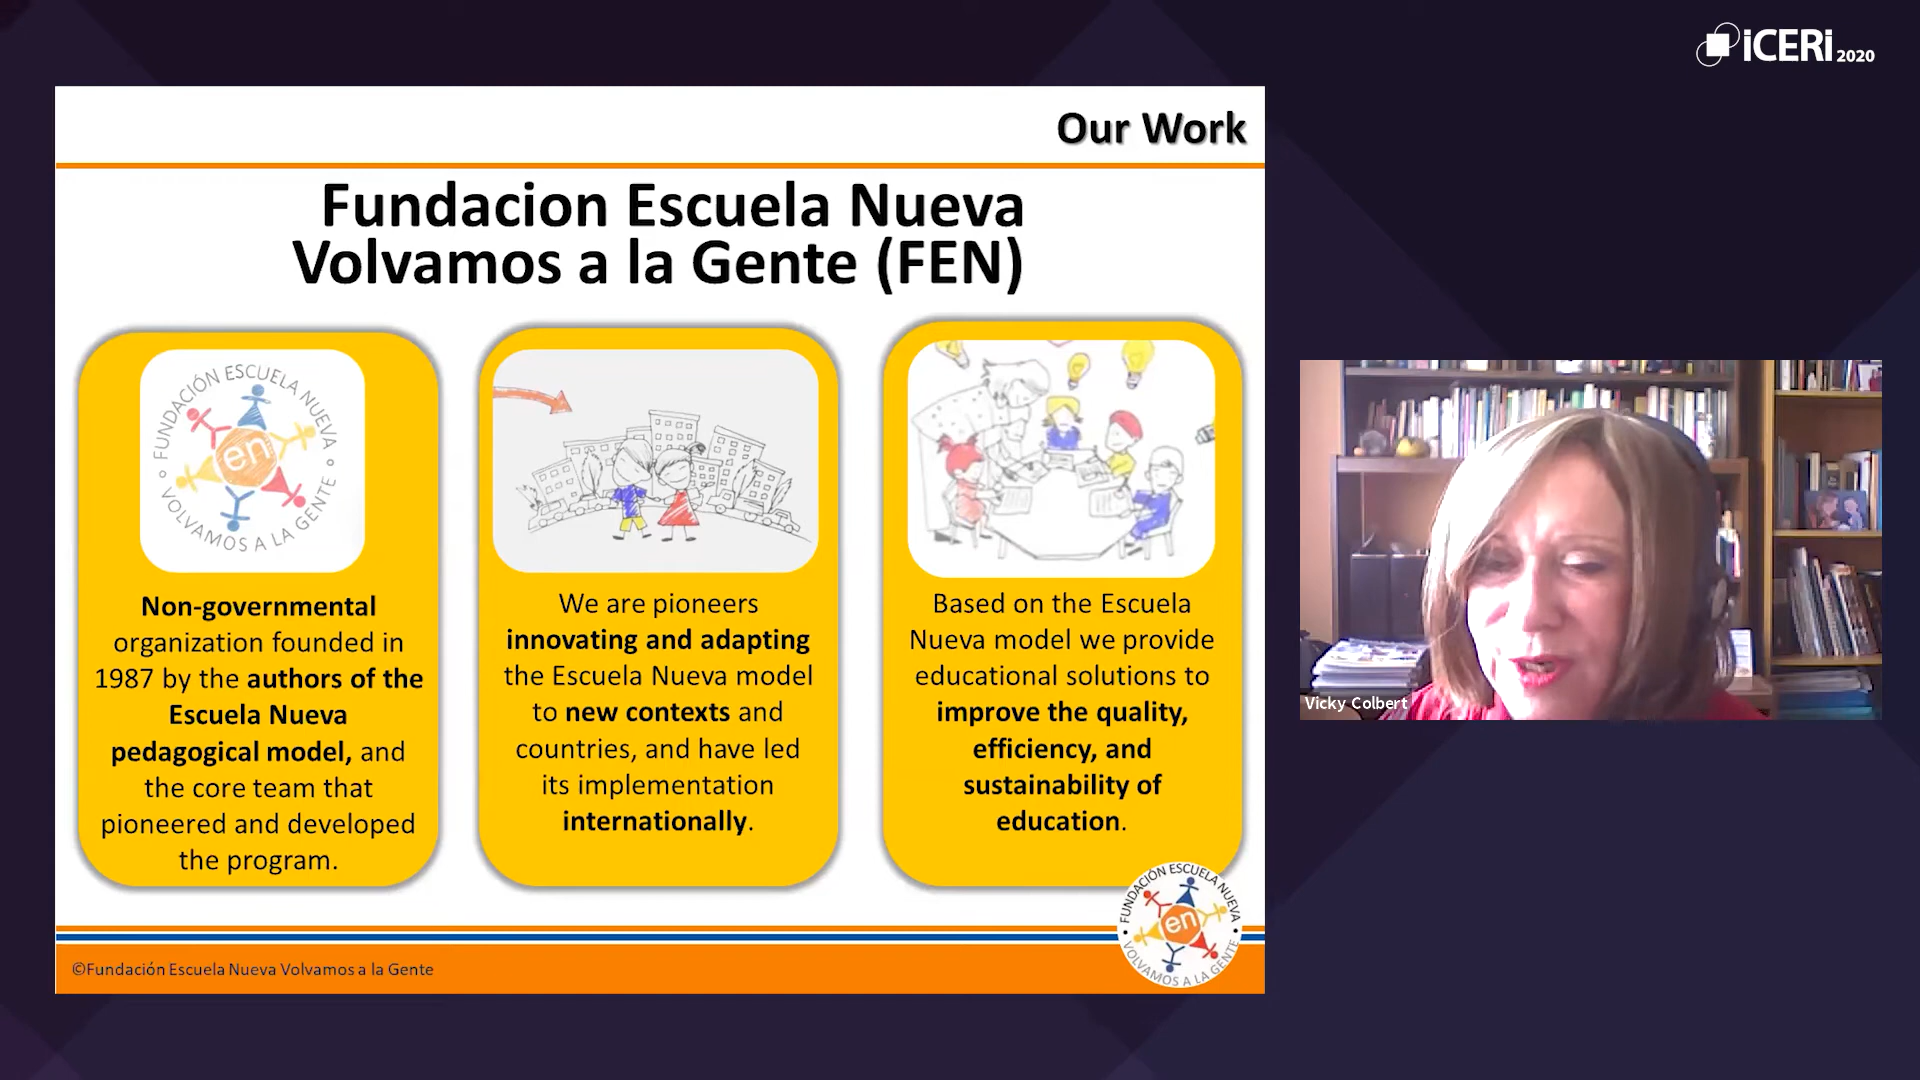 iCERi 2020
Our Work
Fundacion Escuela Nueva
Volvamos a la Gente (FEN)
FUNDACIÓN ESCUELA NUEVA
en
VOLVAMOS A LA GENTE
Non-governmental
organization founded in
1987 by the authors of the
Escuela Nueva
pedagogical model, and
the core team that
pioneered and developed
the program.
We are pioneers
innovating and adapting
the Escuela Nueva model
to new contexts and
countries, and have led
its implementation
internationally.
Based on the Escuela
Nueva model we provide
educational solutions to
improve the quality,
efficiency, and
sustainability of
education.
Vicky Colbert
©Fundación Escuela Nueva Volvamos a la Gente
FUNDACIÓN ESCUELA NUEVA
en
VOLVAMOS A LA GENTE